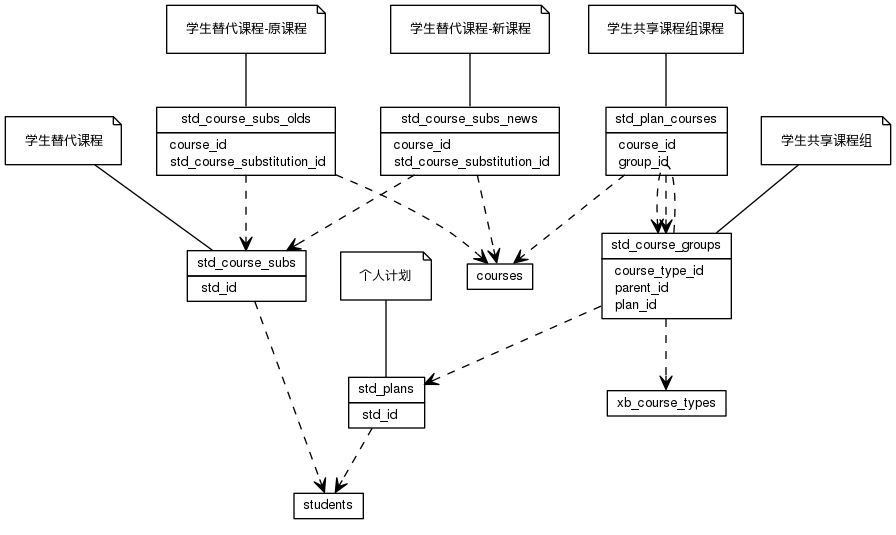 学生替代课程-原课程
学生替代课程-新课程
学生共享课程组课程
std_course_subs_olds
course_id
std_course_substitution_id
std_course_subs_news
course_id
std_course_substitution_id
std_plan_courses
course_id
group_id
学生替代课程
学生共享课程组
std_course_subs
std_id
个人计划
courses
std_course_groups
course_type_id
parent_id
plan_id
std_plans
std_id
xb_course_types
students